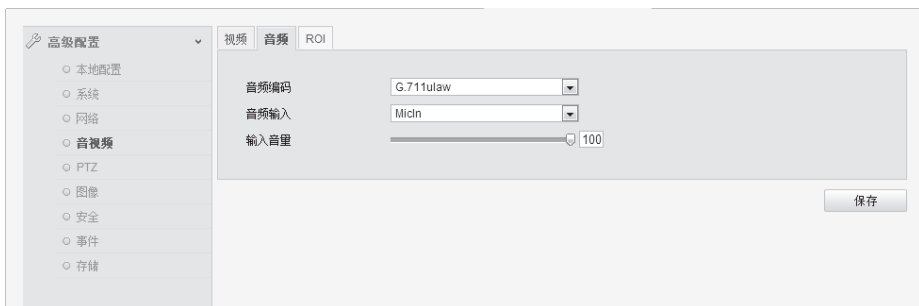 高级配置
本地配置
系统
网络
音视频
PTZ
图像
安全
事件
存储
视频 音频 ROI
音频编码 G.711ulaw
音频输入 MicIn
输入音量 100
保存